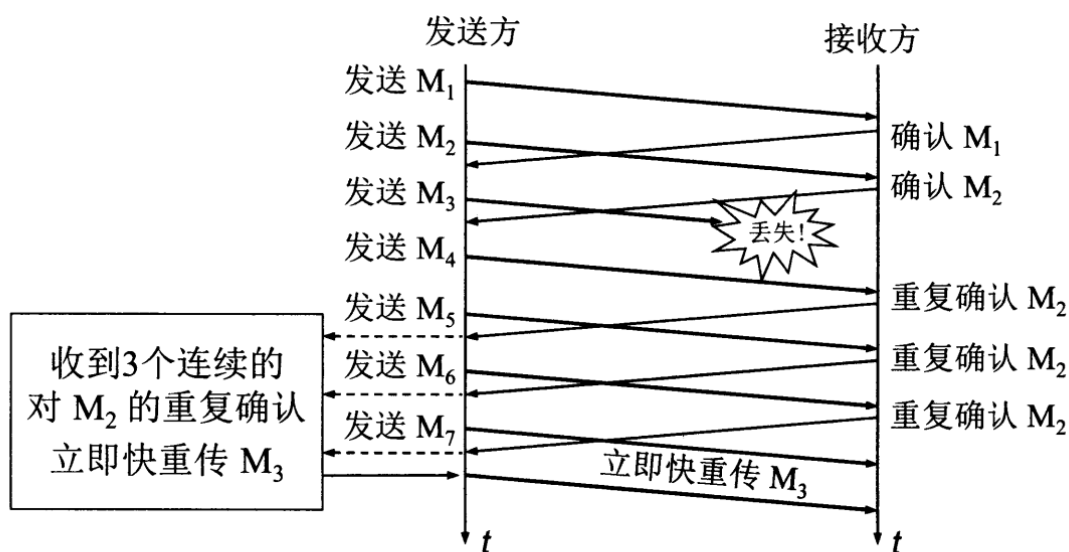 发送方
接收方
发送 M₁
发送 M₂
确认 M₁
发送 M₃
确认 M₂
丢失!
发送 M₄
发送 M₅
重复确认 M₂
收到3个连续的
对 M₂ 的重复确认
立即快重传 M₃
发送 M₆
重复确认 M₂
发送 M₇
重复确认 M₂
立即快重传 M₃
t
t